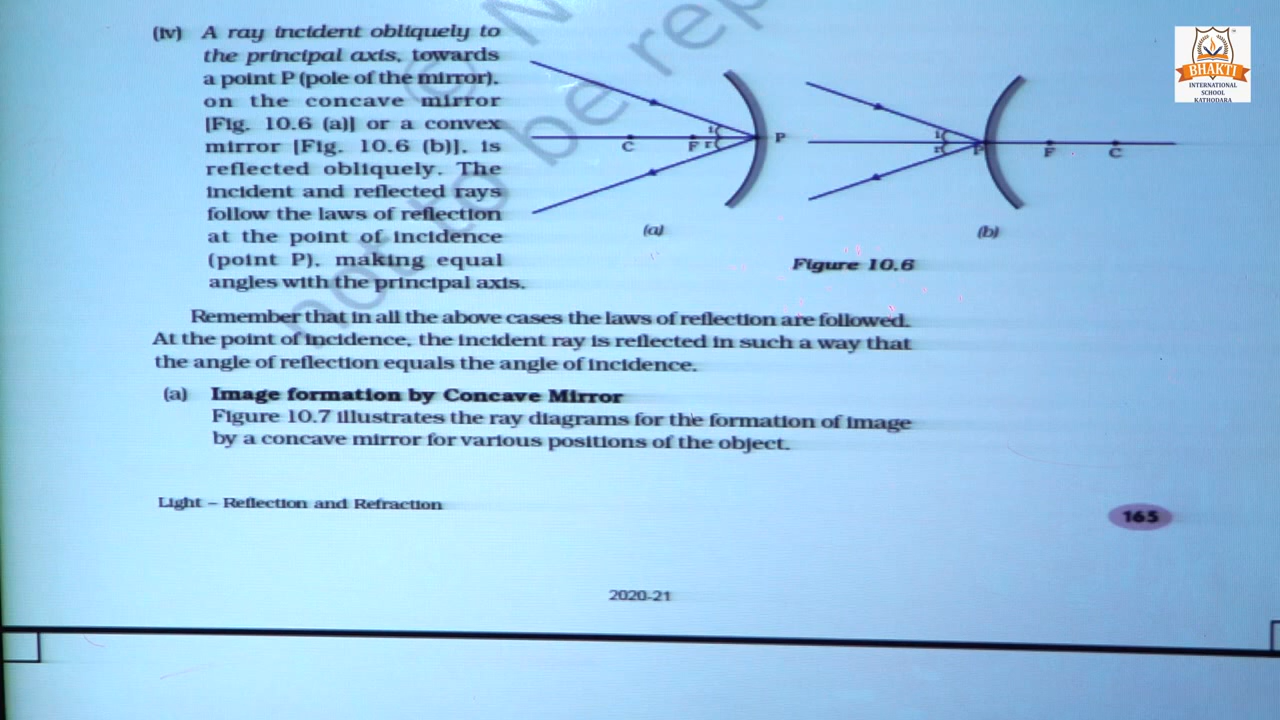 (iv) A ray incident obliquely to
the principal axis, towards
a point P (pole of the mirror),
on the concave mirror
[Fig. 10.6 (a)] or a convex
mirror [Fig. 10.6 (b)], is
reflected obliquely. The
incident and reflected rays
follow the laws of reflection
at the point of incidence
(point P), making equal
angles with the principal axis.
C F i r P
(a)
i r P F C
(b)
Figure 10.6
Remember that in all the above cases the laws of reflection are followed.
At the point of incidence, the incident ray is reflected in such a way that
the angle of reflection equals the angle of incidence.
(a) Image formation by Concave Mirror
Figure 10.7 illustrates the ray diagrams for the formation of image
by a concave mirror for various positions of the object.
Light – Reflection and Refraction
165
2020-21
not to be rep
© N
BHAKTI
INTERNATIONAL
SCHOOL
KATHODARA